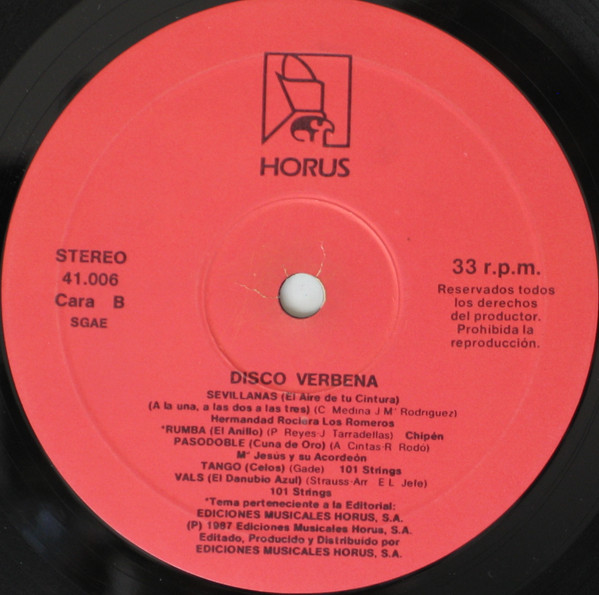 HORUS
STEREO
41.006
Cara B
SGAE
33 r.p.m.
Reservados todos
los derechos
del productor.
Prohibida la
reproducción.
DISCO VERBENA
SEVILLANAS (El Aire de tu Cintura)
(A la una, a las dos a las tres) (C. Medina J Mª Rodriguez)
Hermandad Rociera Los Romeros
*RUMBA (El Anillo) (P. Reyes-J. Tarradellas) Chipén
PASODOBLE (Cuna de Oro) (A. Cintas-R. Rodó)
Mª Jesús y su Acordeón
TANGO (Celos) (Gade) 101 Strings
VALS (El Danubio Azul) (Strauss-Arr. E L. Jefe)
101 Strings
*Tema perteneciente a la Editorial:
EDICIONES MUSICALES HORUS, S.A.
(P) 1987 Ediciones Musicales Horus, S.A.
Editado, Producido y Distribuido por
EDICIONES MUSICALES HORUS, S.A.